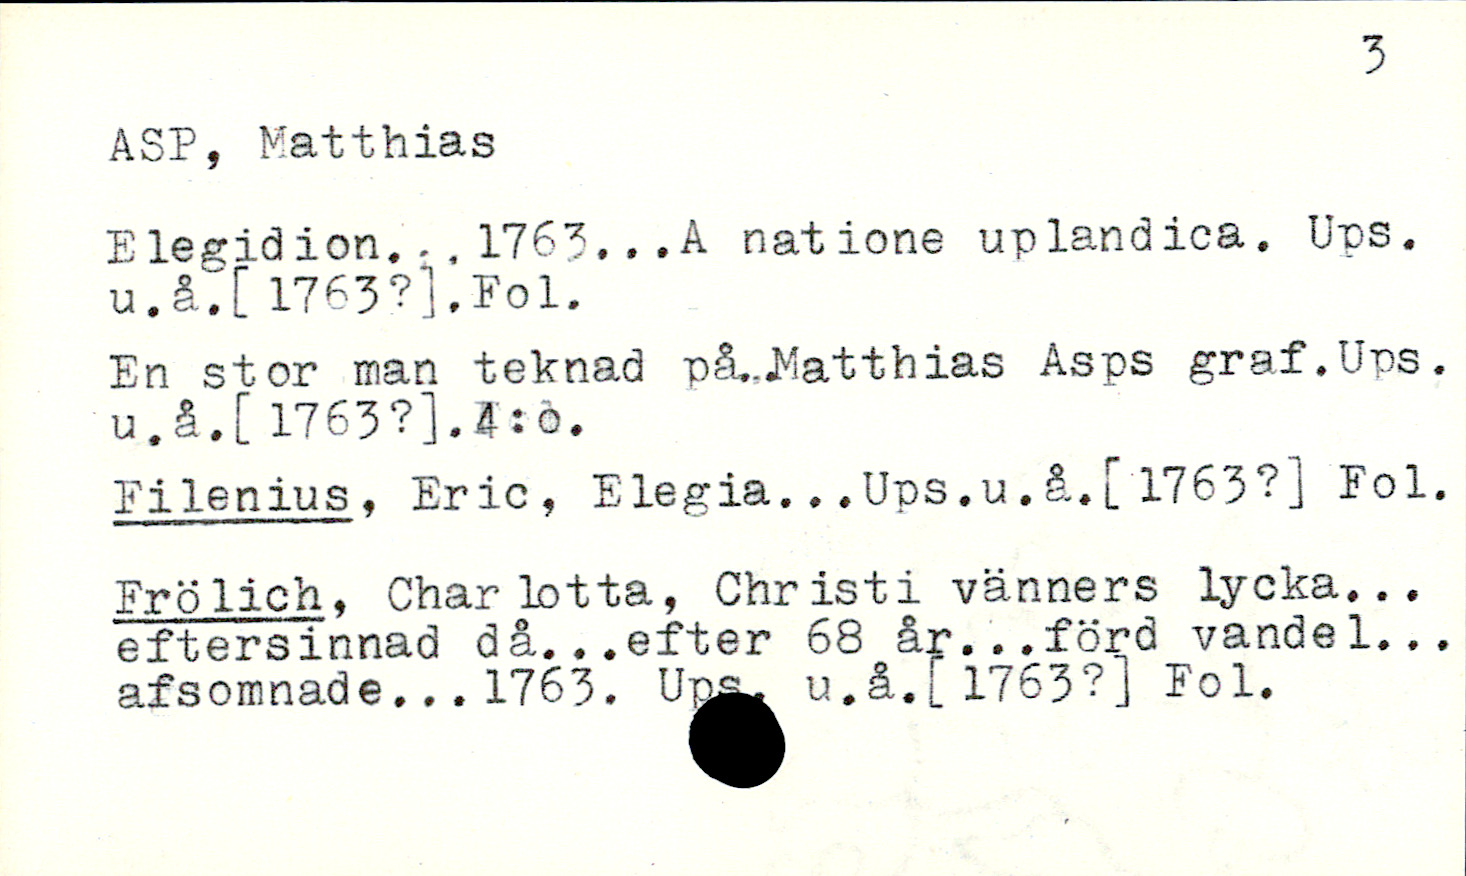 3
ASP, Matthias
Elegidion...1763...A natione uplandica. Ups.
u.å.[1763?].Fol.
En stor man teknad på...Matthias Asps graf.Ups.
u.å.[1763?].4:o.
Filenius, Eric, Elegia...Ups.u.å.[1763?] Fol.
Frölich, Charlotta, Christi vänners lycka...
eftersinnad då...efter 68 år...förd vandel...
afsomnade...1763. Ups. u.å.[1763?] Fol.